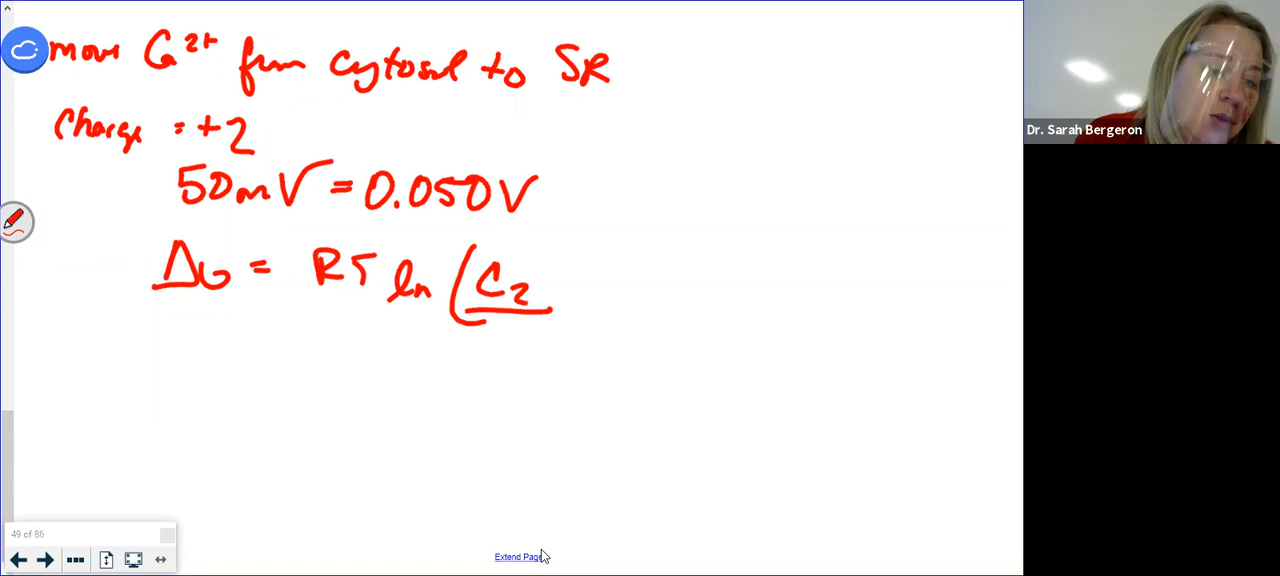 move Ca²⁺ from cytosol to SR
Charge = +2
50mV = 0.050V
ΔG = RT ln (C₂
Dr. Sarah Bergeron
49 of 86
Extend Page